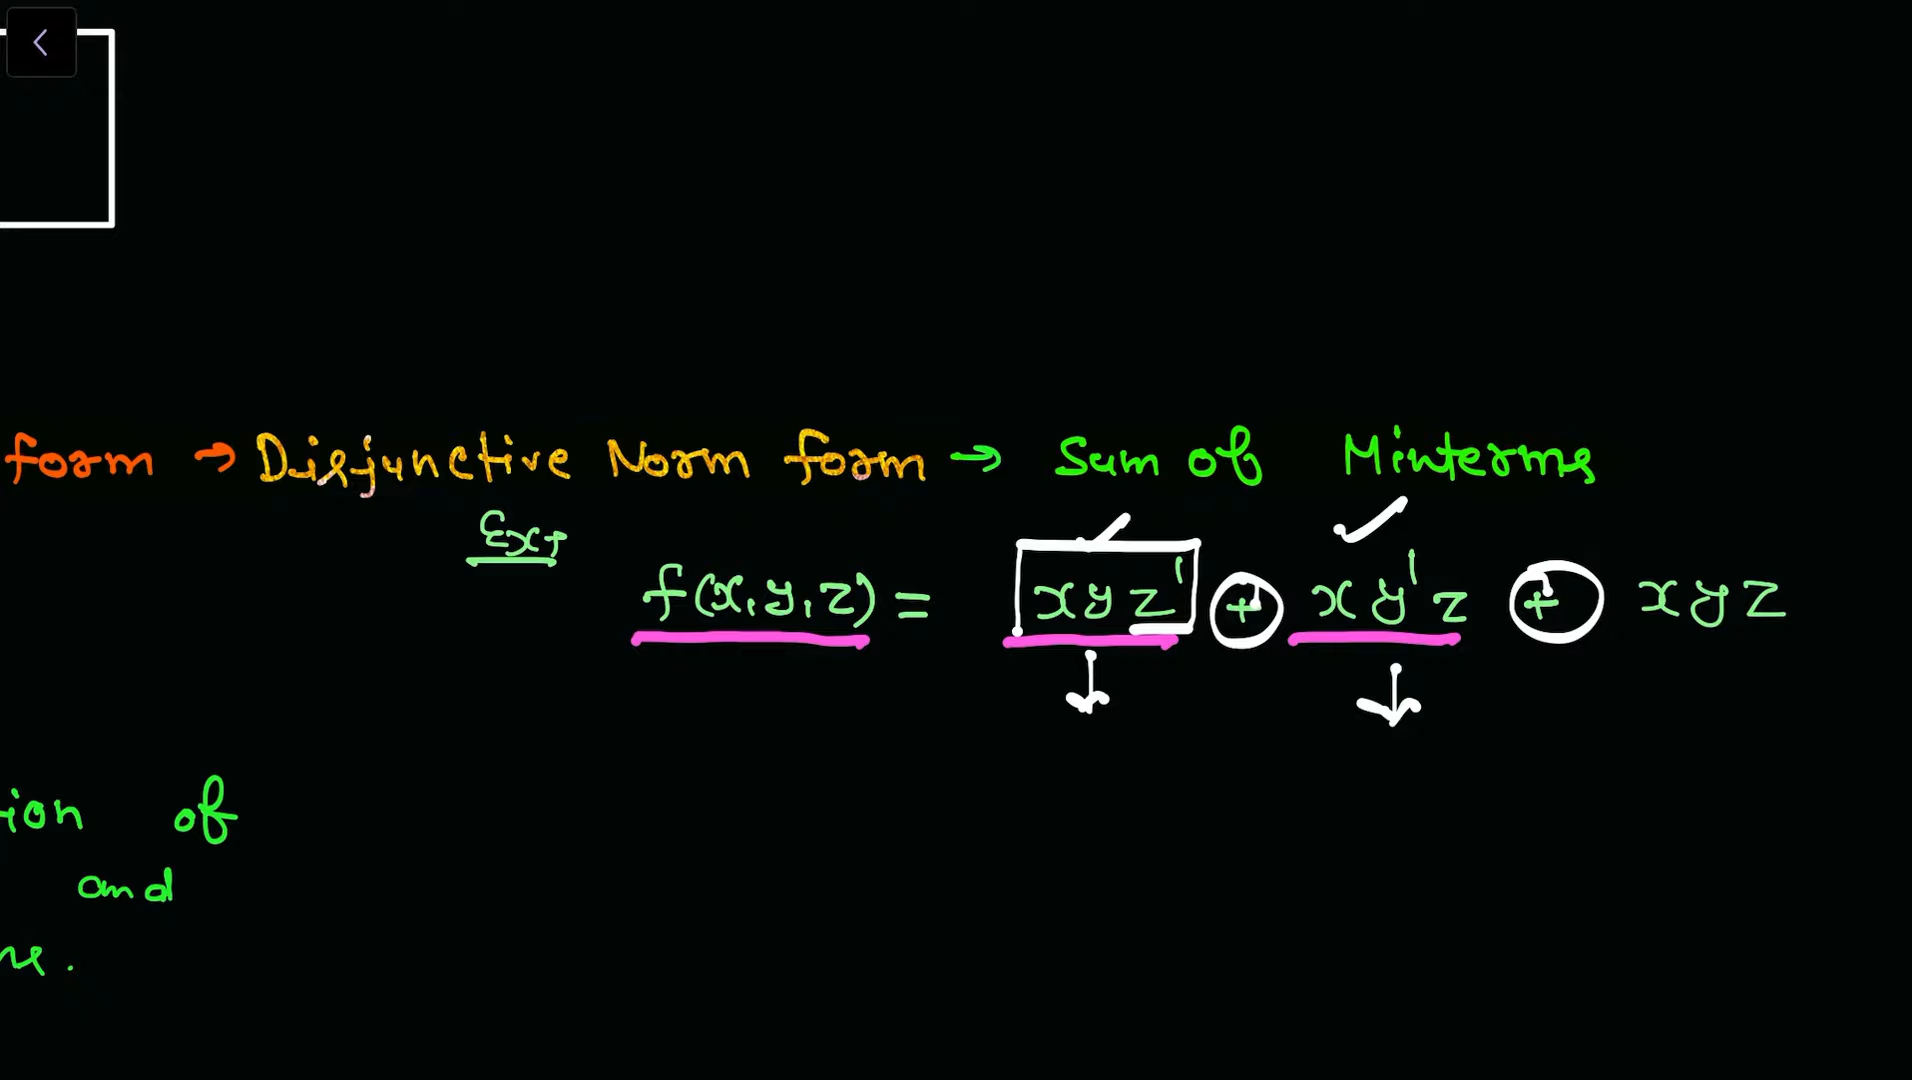 form → Disjunctive Norm form → Sum of Minterms
Ex+
f(x,y,z) = xyz' + xy'z + xyz
ion of
and